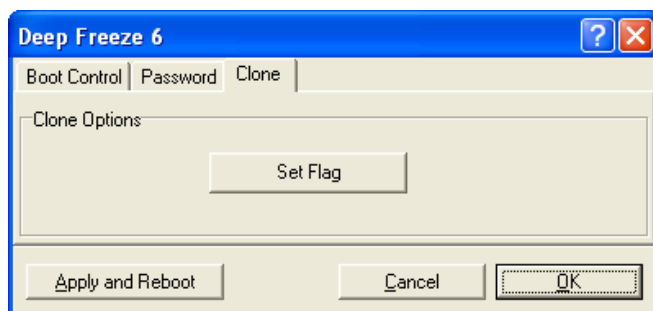 Deep Freeze 6
Boot Control Password Clone
Clone Options
Set Flag
Apply and Reboot Cancel OK